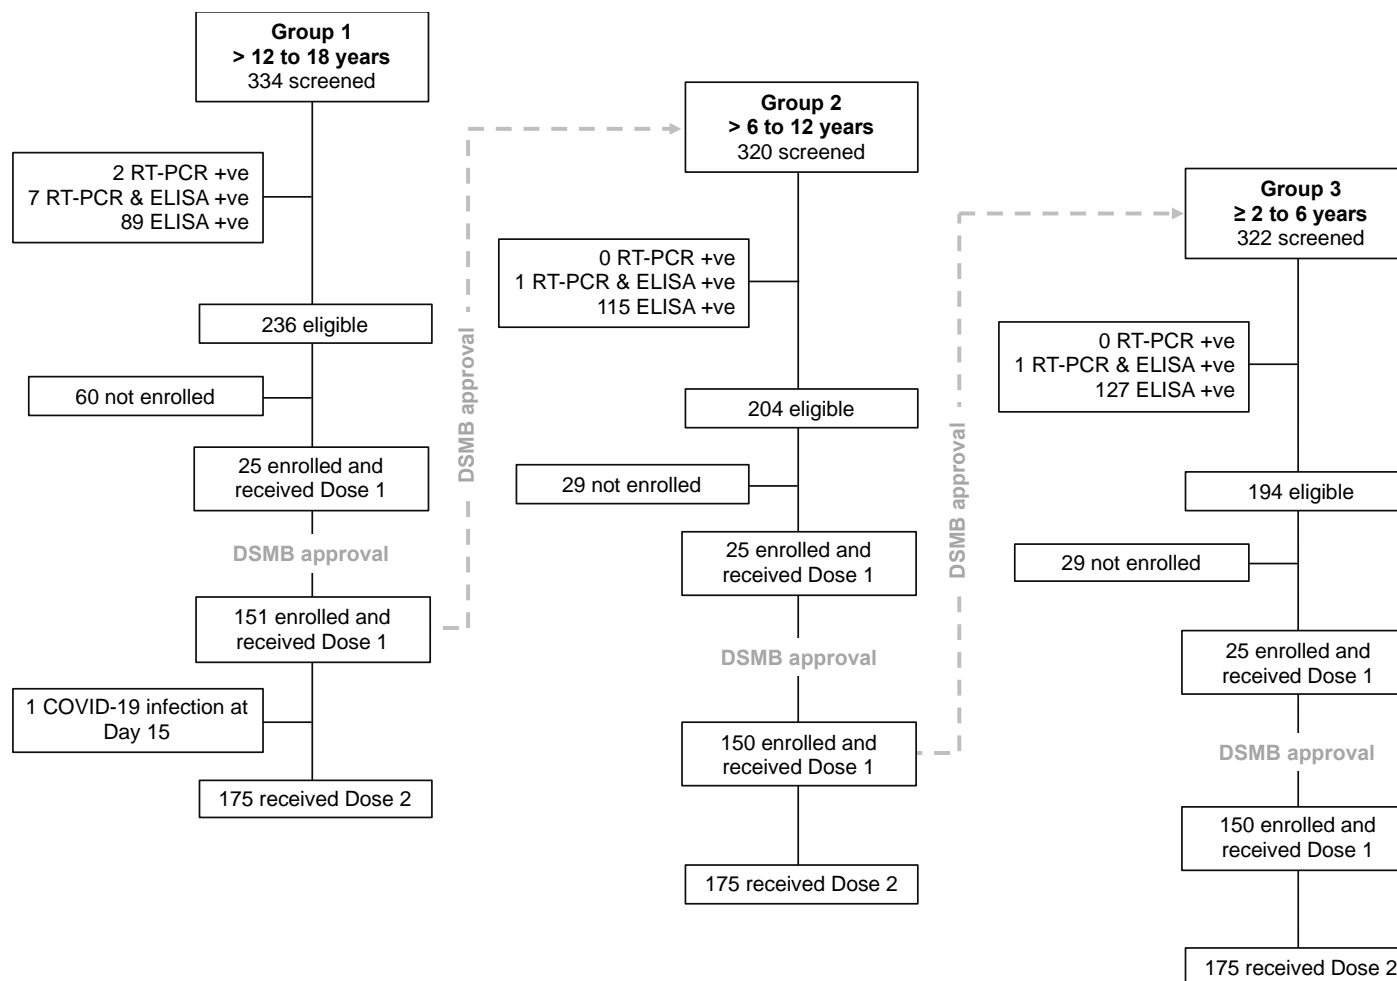 Group 1
> 12 to 18 years
334 screened
2 RT-PCR +ve
7 RT-PCR & ELISA +ve
89 ELISA +ve
236 eligible
60 not enrolled
25 enrolled and
received Dose 1
DSMB approval
151 enrolled and
received Dose 1
1 COVID-19 infection at
Day 15
175 received Dose 2
DSMB approval
Group 2
> 6 to 12 years
320 screened
0 RT-PCR +ve
1 RT-PCR & ELISA +ve
115 ELISA +ve
204 eligible
29 not enrolled
25 enrolled and
received Dose 1
DSMB approval
150 enrolled and
received Dose 1
175 received Dose 2
DSMB approval
Group 3
≥ 2 to 6 years
322 screened
0 RT-PCR +ve
1 RT-PCR & ELISA +ve
127 ELISA +ve
194 eligible
29 not enrolled
25 enrolled and
received Dose 1
DSMB approval
150 enrolled and
received Dose 1
175 received Dose 2